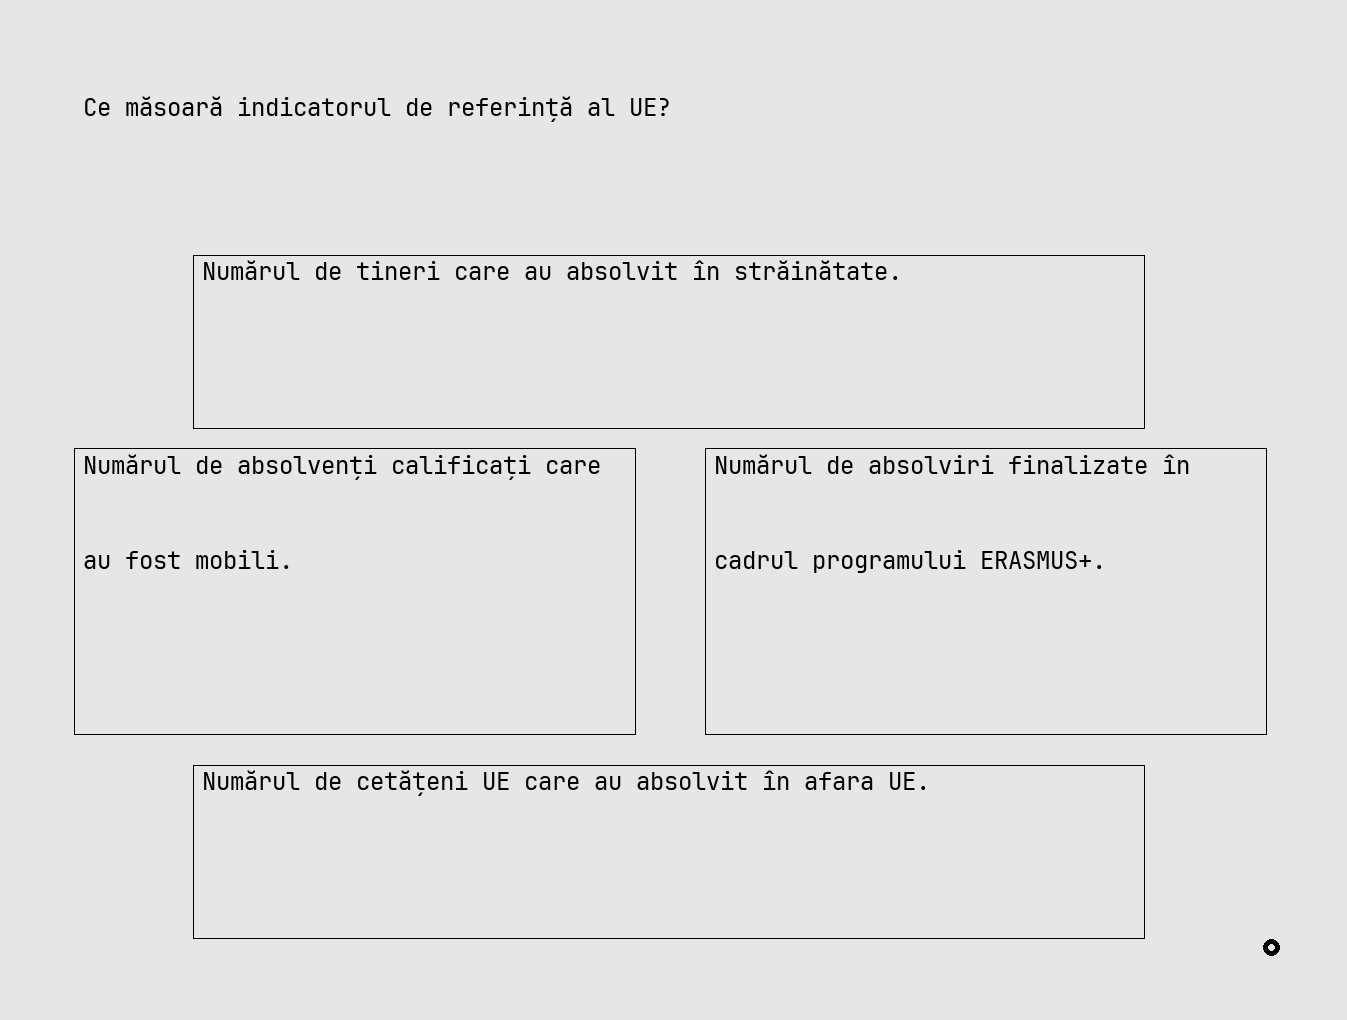 Ce măsoară indicatorul de referință al UE?
Numărul de tineri care au absolvit în străinătate.
Numărul de absolvenți calificați care
au fost mobili.
Numărul de absolviri finalizate în
cadrul programului ERASMUS+.
Numărul de cetățeni UE care au absolvit în afara UE.